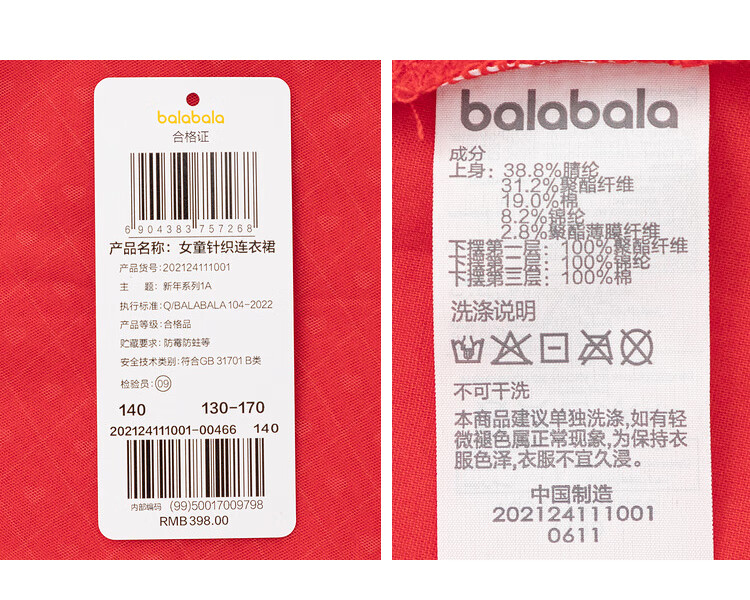 balabala
合格证
6 904383 757268
产品名称：女童针织连衣裙
产品货号:202124111001
主　题：新年系列1A
执行标准:Q/BALABALA 104-2022
产品等级:合格品
贮藏要求:防霉防蛀等
安全技术类别:符合GB 31701 B类
检验员:09
140 130-170
202124111001-00466 140
内部编码 (99)50017009798
RMB398.00
balabala
成分
上身：38.8%腈纶
31.2%聚酯纤维
19.0%棉
8.2%锦纶
2.8%聚酯薄膜纤维
下摆第一层：100%聚酯纤维
下摆第二层：100%锦纶
下摆第三层：100%棉
洗涤说明
不可干洗
本商品建议单独洗涤,如有轻
微褪色属正常现象,为保持衣
服色泽,衣服不宜久浸。
中国制造
202124111001
0611